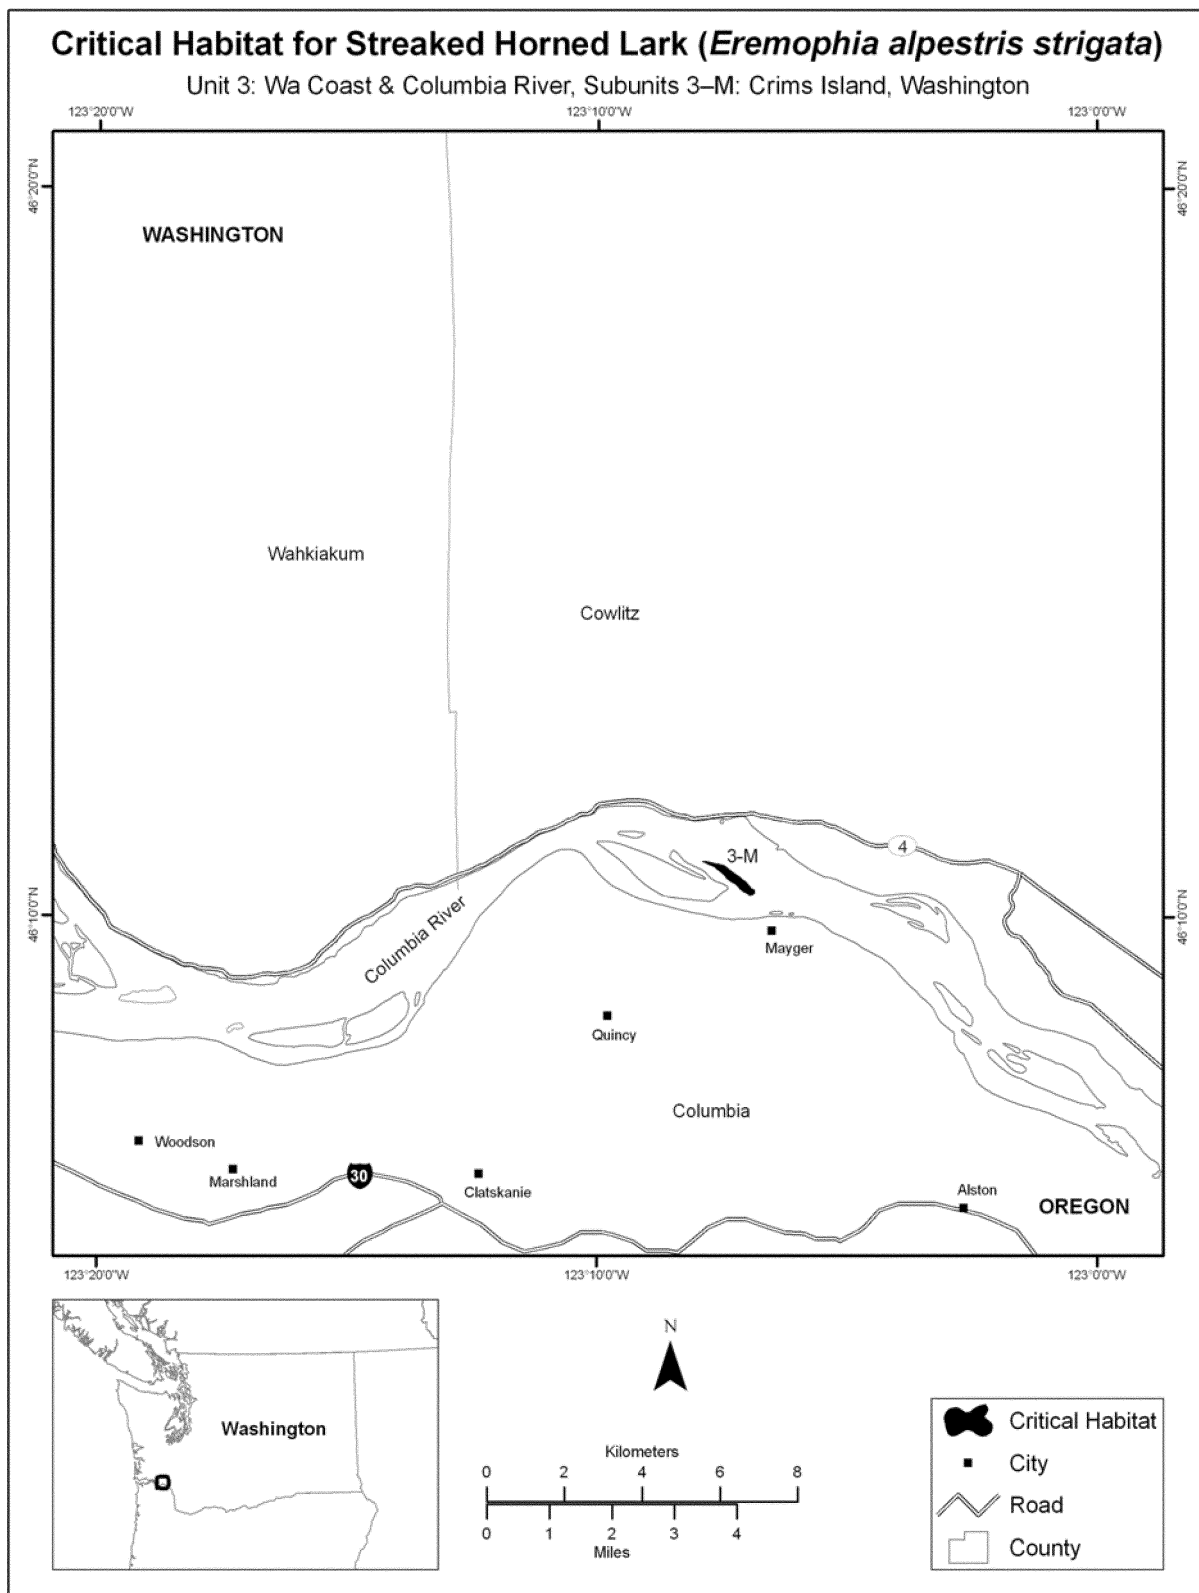 Critical Habitat for Streaked Horned Lark (Eremophia alpestris strigata)
Unit 3: Wa Coast & Columbia River, Subunits 3–M: Crims Island, Washington
123°20'0"W 123°10'0"W 123°0'0"W
46°20'0"N 46°20'0"N
WASHINGTON
Wahkiakum
Cowlitz
4
3-M
46°10'0"N 46°10'0"N
Columbia River
Mayger
Quincy
Columbia
Woodson
Marshland
30
Clatskanie
Alston
OREGON
123°20'0"W 123°10'0"W 123°0'0"W
Washington
N
Kilometers
0 2 4 6 8
0 1 2 3 4
Miles
Critical Habitat
City
Road
County